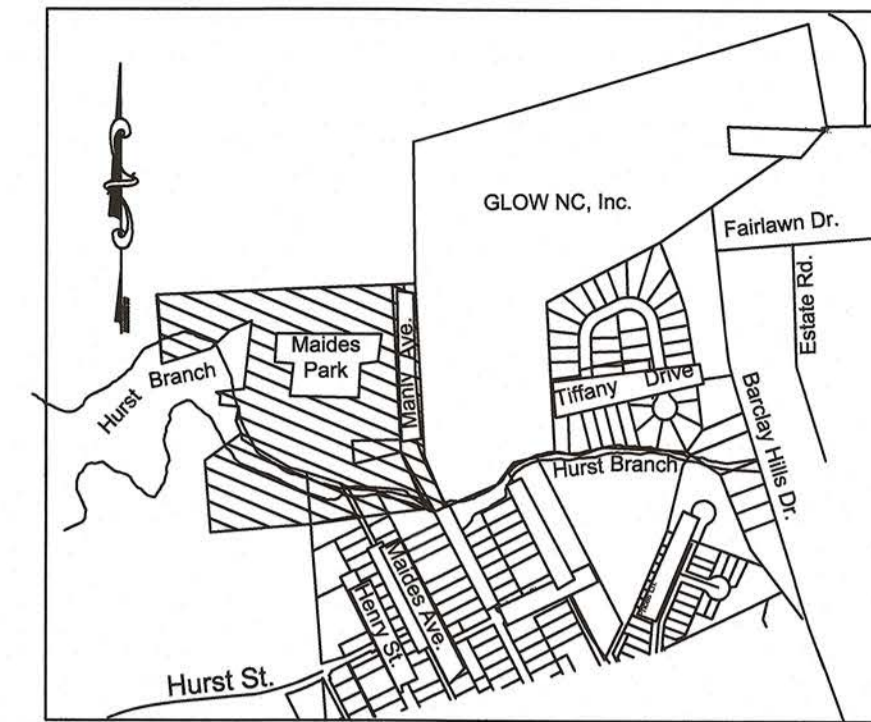 GLOW NC, Inc.
Fairlawn Dr.
Estate Rd.
Maides
Park
Manly Ave.
Hurst Branch
Tiffany Drive
Barclay Hills Dr.
Hurst Branch
Maides Ave.
Henry St.
Hurst St.